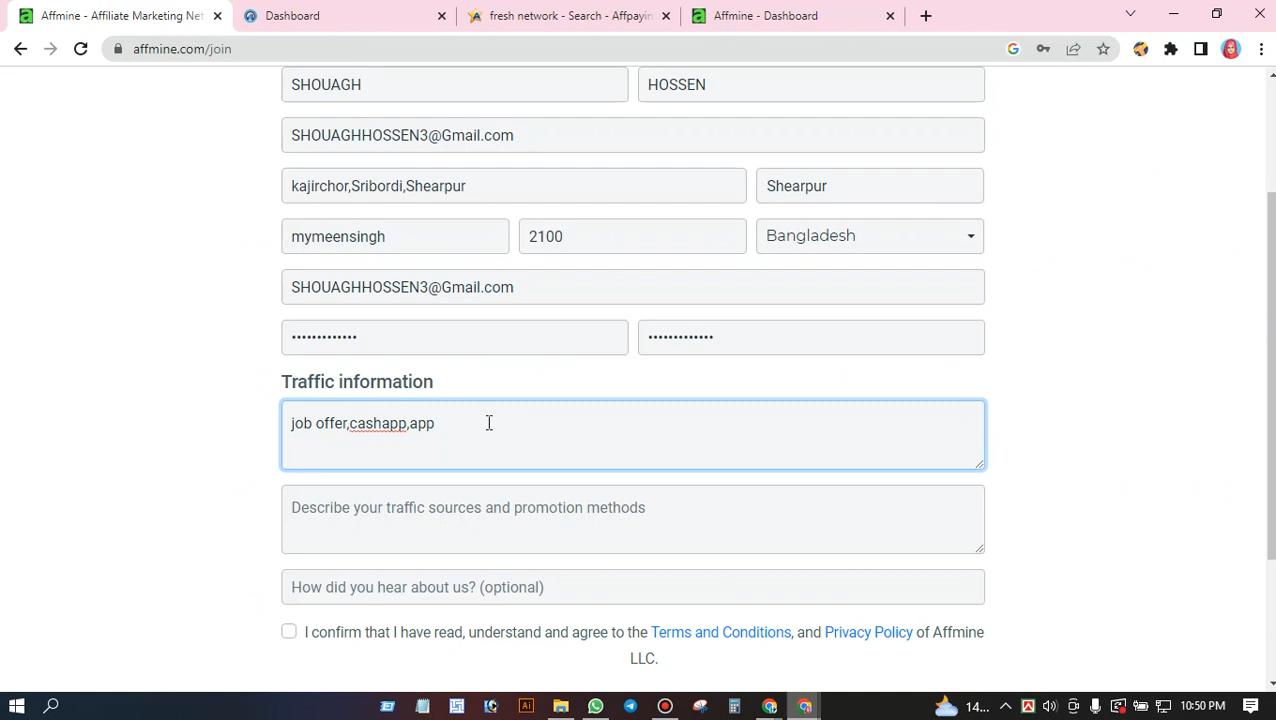 Affmine - Affiliate Marketing Net
Dashboard
fresh network - Search - Affpayin
Affmine - Dashboard
affmine.com/join
SHOUAGH HOSSEN
SHOUAGHHOSSEN3@Gmail.com
kajirchor,Sribordi,Shearpur Shearpur
mymeensingh 2100 Bangladesh
SHOUAGHHOSSEN3@Gmail.com
••••••••••••• •••••••••••••
Traffic information
job offer,cashapp,app
Describe your traffic sources and promotion methods
How did you hear about us? (optional)
I confirm that I have read, understand and agree to the Terms and Conditions, and Privacy Policy of Affmine
LLC.
14... 10:50 PM